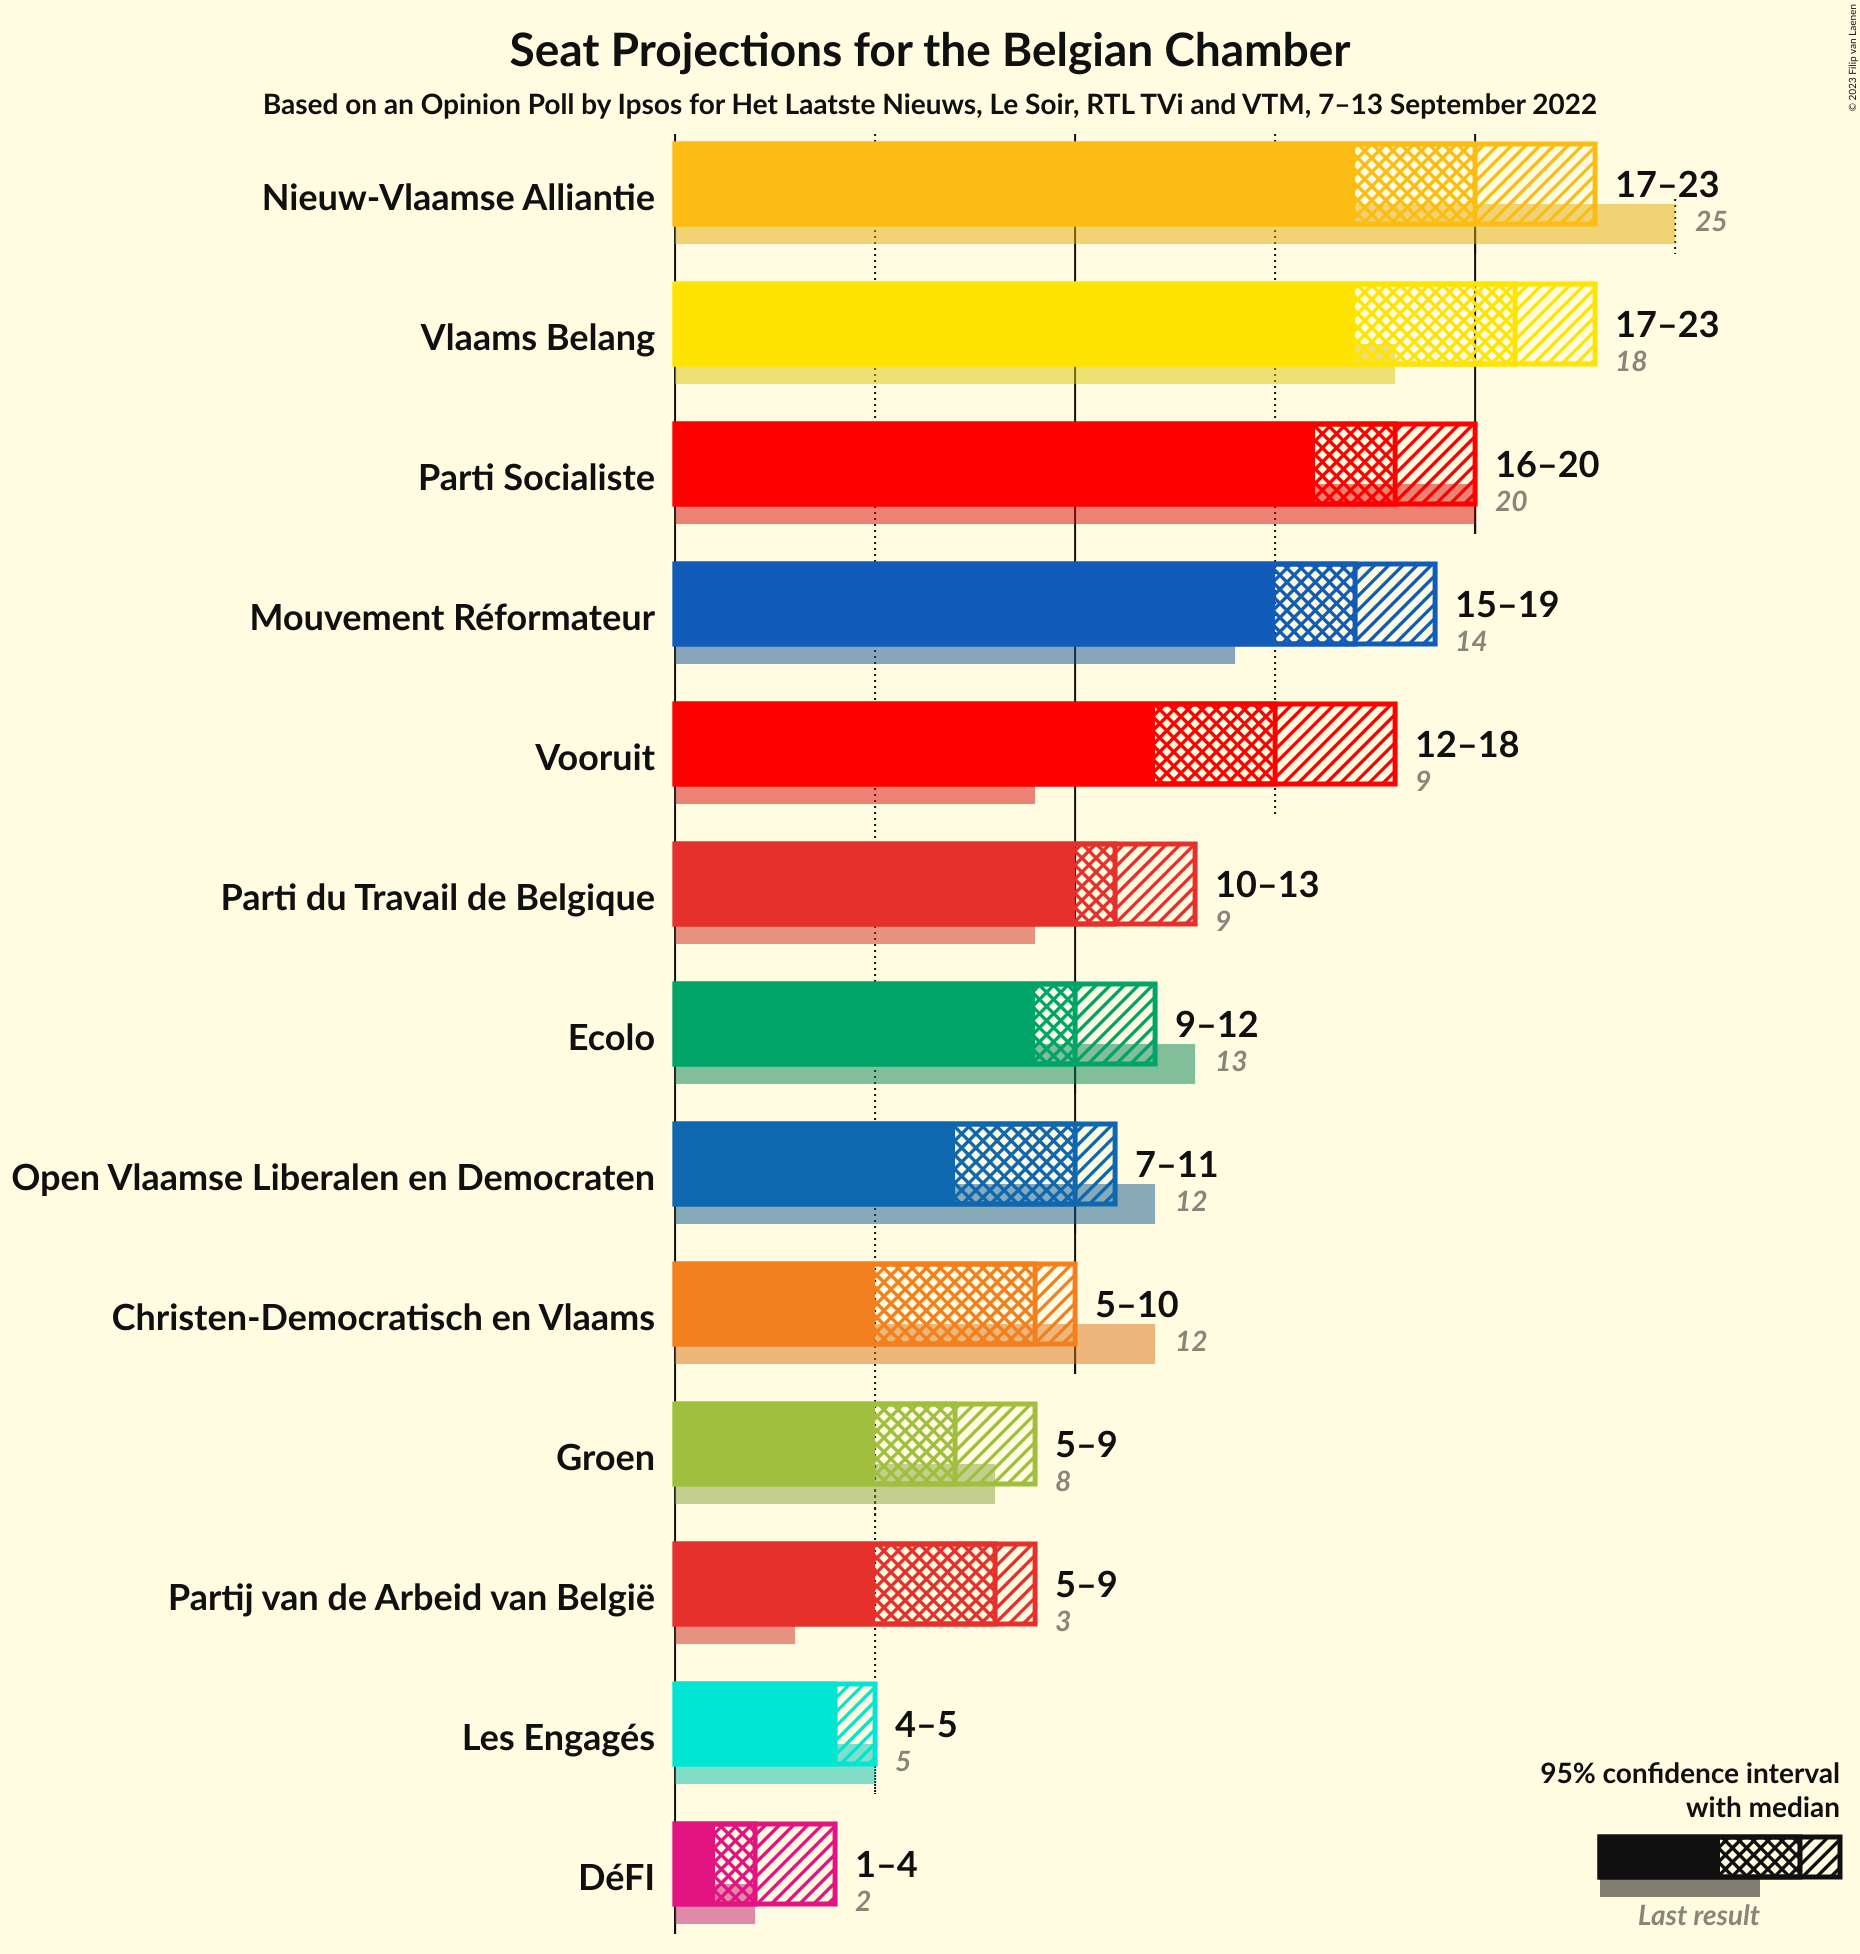 Seat Projections for the Belgian Chamber
Based on an Opinion Poll by Ipsos for Het Laatste Nieuws, Le Soir, RTL TVi and VTM, 7–13 September 2022
© 2023 Filip van Laenen
Nieuw-Vlaamse Alliantie
17–23
25
Vlaams Belang
17–23
18
Parti Socialiste
16–20
20
Mouvement Réformateur
15–19
14
Vooruit
12–18
9
Parti du Travail de Belgique
10–13
9
Ecolo
9–12
13
Open Vlaamse Liberalen en Democraten
7–11
12
Christen-Democratisch en Vlaams
5–10
12
Groen
5–9
8
Partij van de Arbeid van België
5–9
3
Les Engagés
4–5
5
DéFI
1–4
2
95% confidence interval
with median
Last result